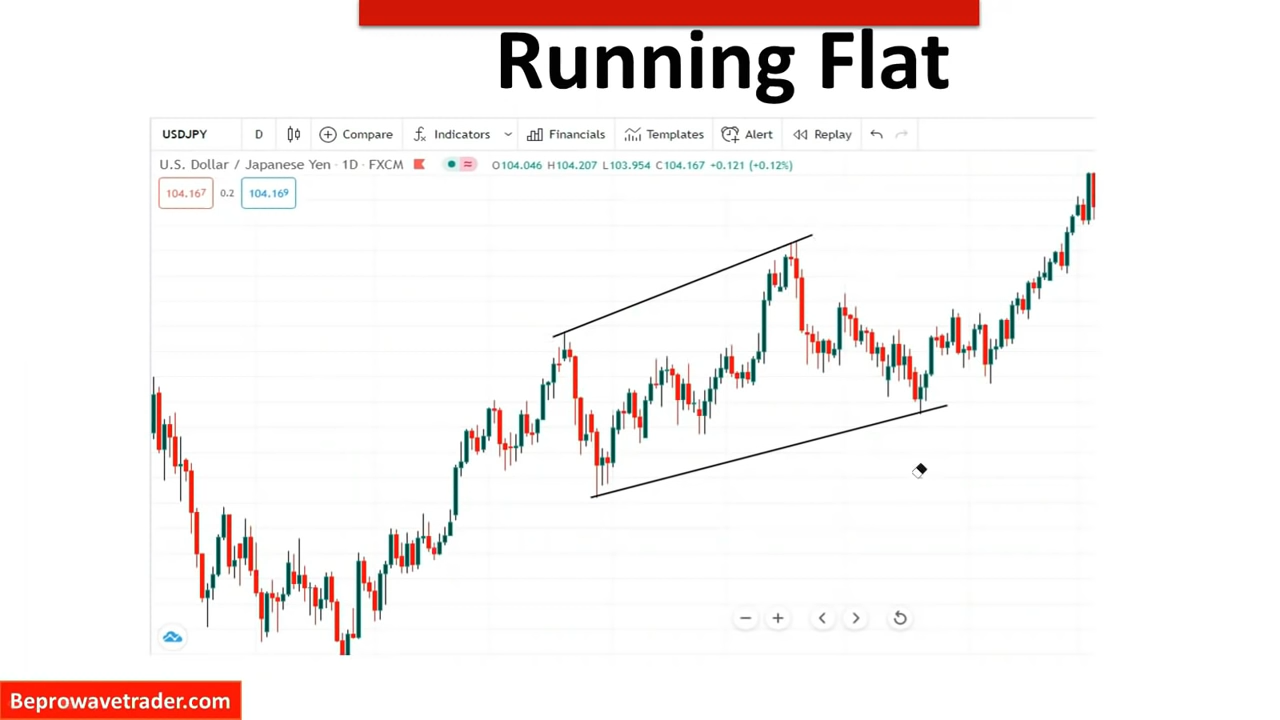 Running Flat
USDJPY D Compare Indicators Financials Templates Alert Replay
U.S. Dollar / Japanese Yen · 1D · FXCM O104.046 H104.207 L103.954 C104.167 +0.121 (+0.12%)
104.167 0.2 104.169
Beprowavetrader.com